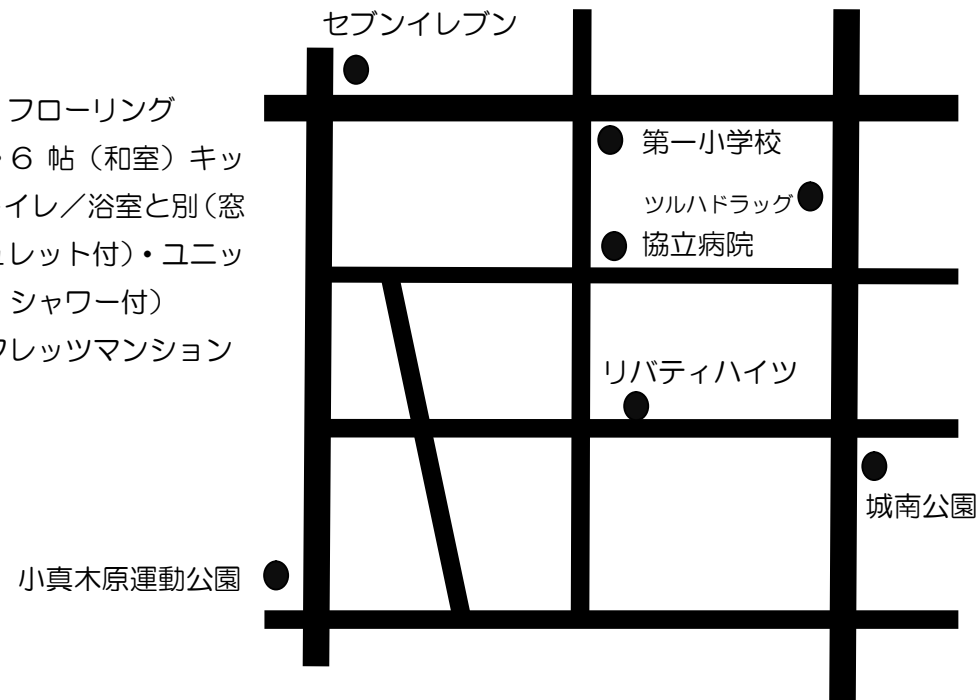 セブンイレブン
フローリング
・6 帖（和室）キッ
イレ／浴室と別（窓
レット付）・ユニッ
シャワー付）
レッツマンション
第一小学校
ツルハドラッグ
協立病院
リバティハイツ
城南公園
小真木原運動公園